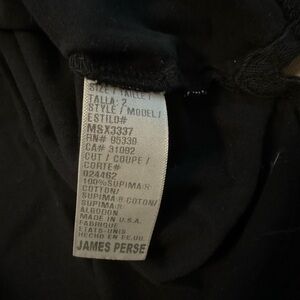 SIZE / TAILLE /
TALLA: 2
STYLE / MODEL /
ESTILO#
MSX3337
RN# 95339
CA# 31092
CUT / COUPE /
CORTE#
024462
100% SUPIMA®
COTTON/
SUPIMA® COTON/
SUPIMA®
ALGODON
MADE IN U.S.A.
FABRIQUE
ETATS-UNIS
HECHO EN EE.UU
JAMES PERSE